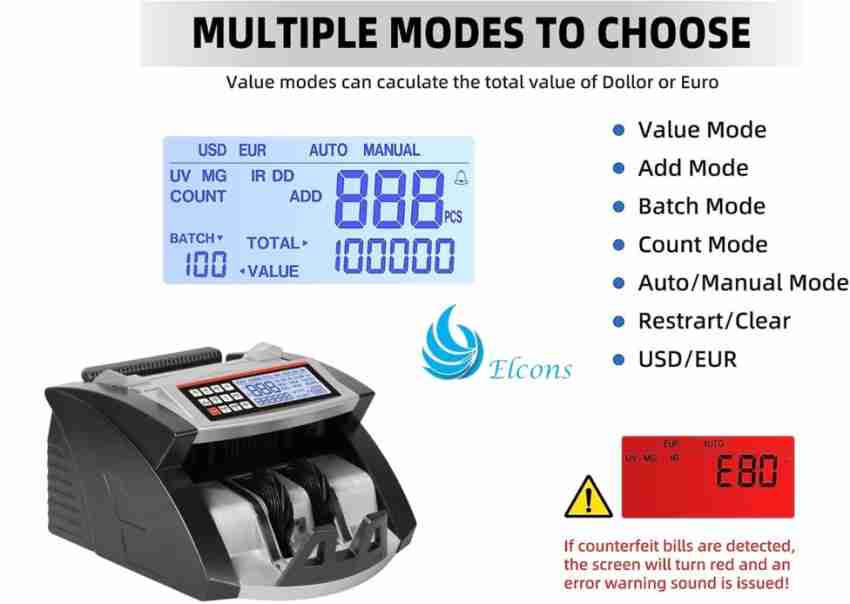 MULTIPLE MODES TO CHOOSE
Value modes can caculate the total value of Dollor or Euro
USD EUR AUTO MANUAL
UV MG IR DD
COUNT ADD 888 PCS
BATCH▾ TOTAL▸ 100000
100 ◂VALUE
• Value Mode
• Add Mode
• Batch Mode
• Count Mode
• Auto/Manual Mode
• Restrart/Clear
• USD/EUR
Elcons
888
EUR AUTO
UV MG IR E80
If counterfeit bills are detected,
the screen will turn red and an
error warning sound is issued!